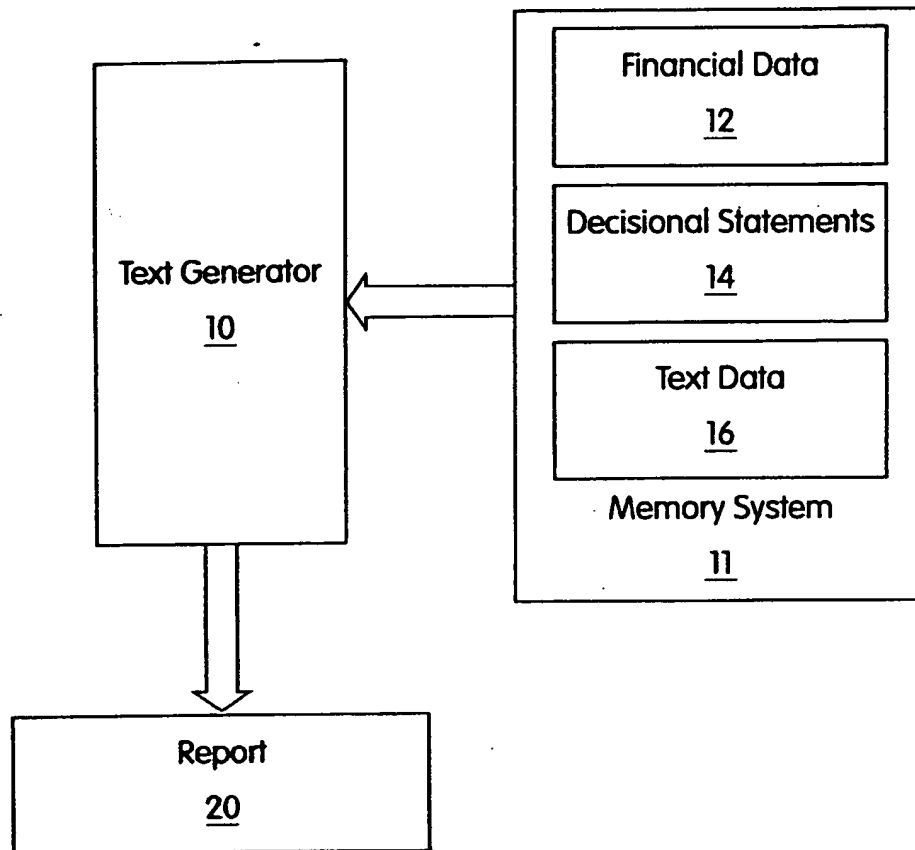 Text Generator
10
Financial Data
12
Decisional Statements
14
Text Data
16
Memory System
11
Report
20